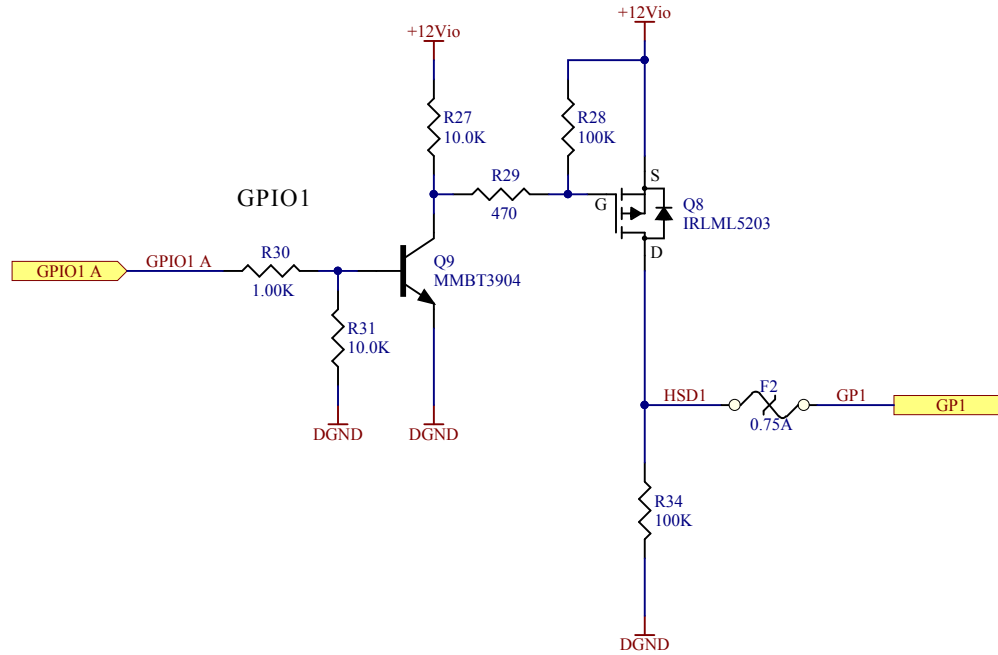 +12Vio
+12Vio
R27
10.0K
R28
100K
R29
470
GPIO1
S
G
Q8
IRLML5203
D
GPIO1 A
GPIO1 A
R30
1.00K
Q9
MMBT3904
R31
10.0K
DGND
DGND
HSD1
F2
0.75A
GP1
GP1
R34
100K
DGND